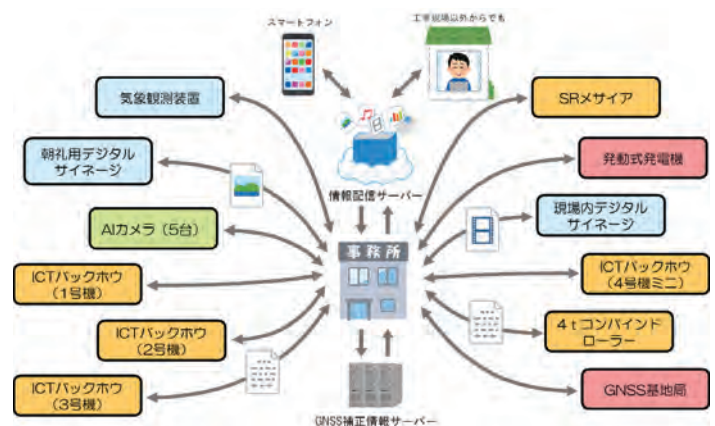 スマートフォン
工事現場以外からでも
気象観測装置
SRメサイア
朝礼用デジタル
サイネージ
発動式発電機
情報配信サーバー
AIカメラ（5台）
現場内デジタル
サイネージ
事務所
ICTバックホウ
（1号機）
ICTバックホウ
（4号機ミニ）
ICTバックホウ
（2号機）
4tコンバインド
ローラー
ICTバックホウ
（3号機）
GNSS基地局
GNSS補正情報サーバー